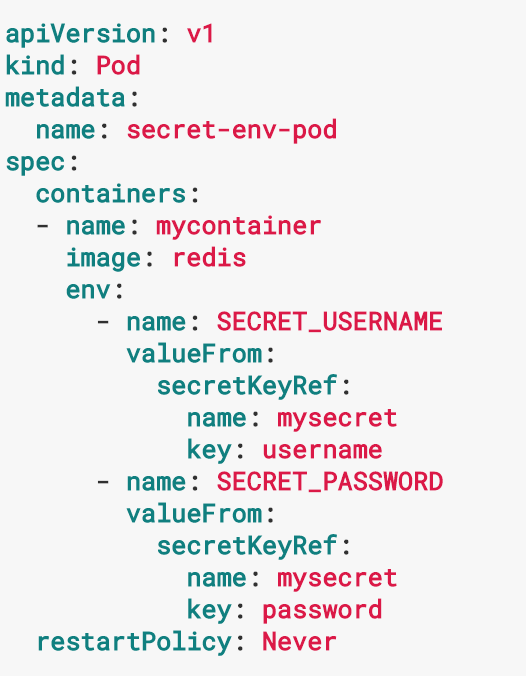 apiVersion: v1
kind: Pod
metadata:
  name: secret-env-pod
spec:
  containers:
  - name: mycontainer
    image: redis
    env:
      - name: SECRET_USERNAME
        valueFrom:
          secretKeyRef:
            name: mysecret
            key: username
      - name: SECRET_PASSWORD
        valueFrom:
          secretKeyRef:
            name: mysecret
            key: password
  restartPolicy: Never